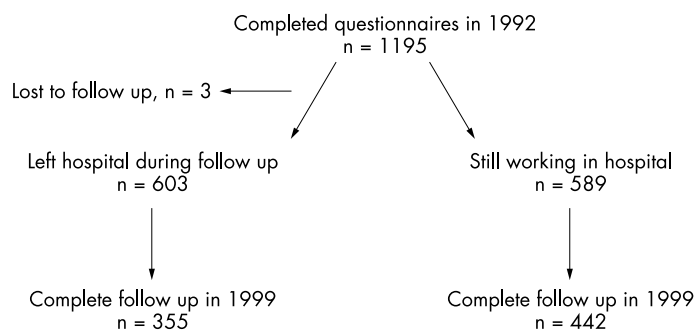 Completed questionnaires in 1992
n = 1195
Lost to follow up, n = 3
Left hospital during follow up
n = 603
Still working in hospital
n = 589
Complete follow up in 1999
n = 355
Complete follow up in 1999
n = 442